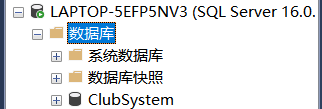 LAPTOP-5EFP5NV3 (SQL Server 16.0.
数据库
系统数据库
数据库快照
ClubSystem